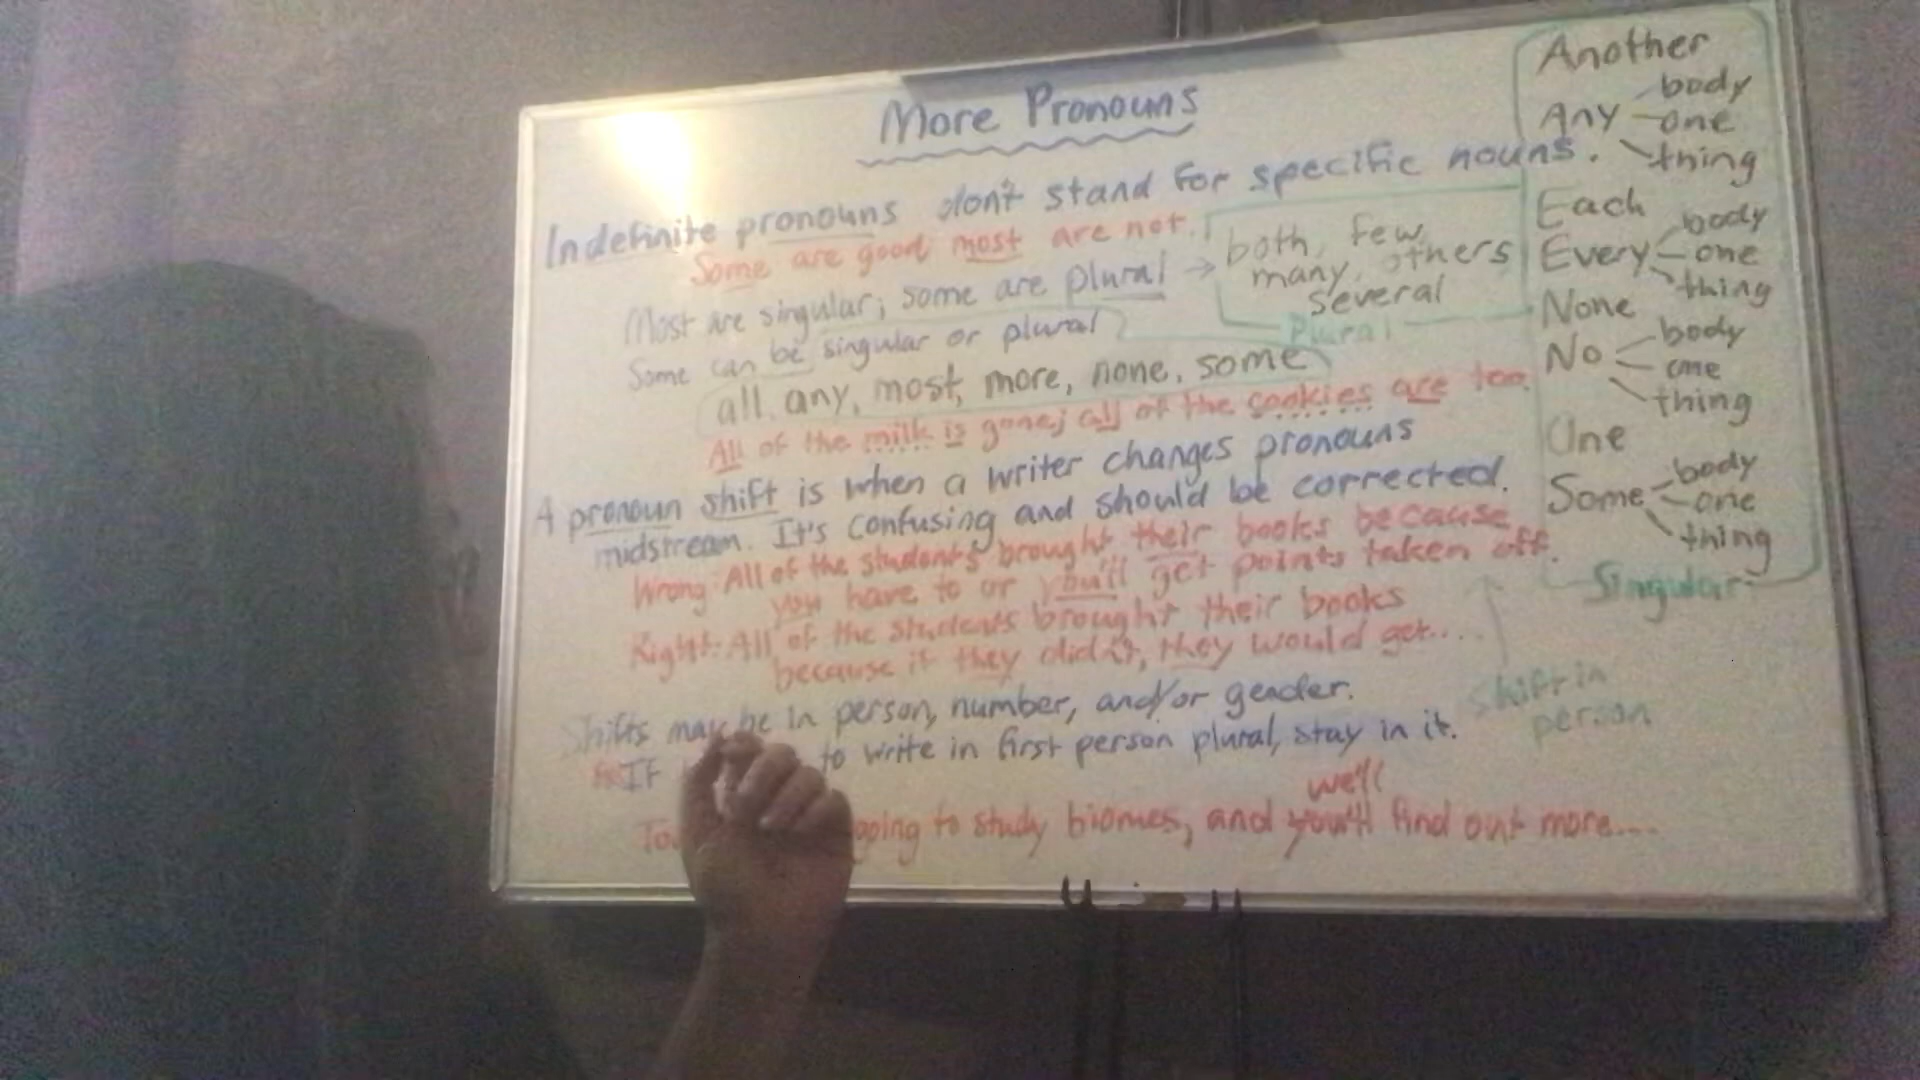 More Pronouns
Indefinite pronouns don't stand for specific nouns.
Some are good, most are not.
Most are singular; some are plural →
both, few,
many, others
several
Plural
Some can be singular or plural
all, any, most, more, none, some
All of the milk is gone; all of the cookies are too.
A pronoun shift is when a writer changes pronouns
midstream. It's confusing and should be corrected.
Wrong: All of the students brought their books because
you have to or you'll get points taken off.
Right: All of the students brought their books
because if they didn't, they would get....
Shift in
person
Shifts may be in person, number, and/or gender.
If to write in first person plural, stay in it.
we'll
going to study biomes, and you'll find out more....
Another
Any body
one
thing
Each
Every body
one
thing
None
No body
one
thing
One
Some body
one
thing
Singular